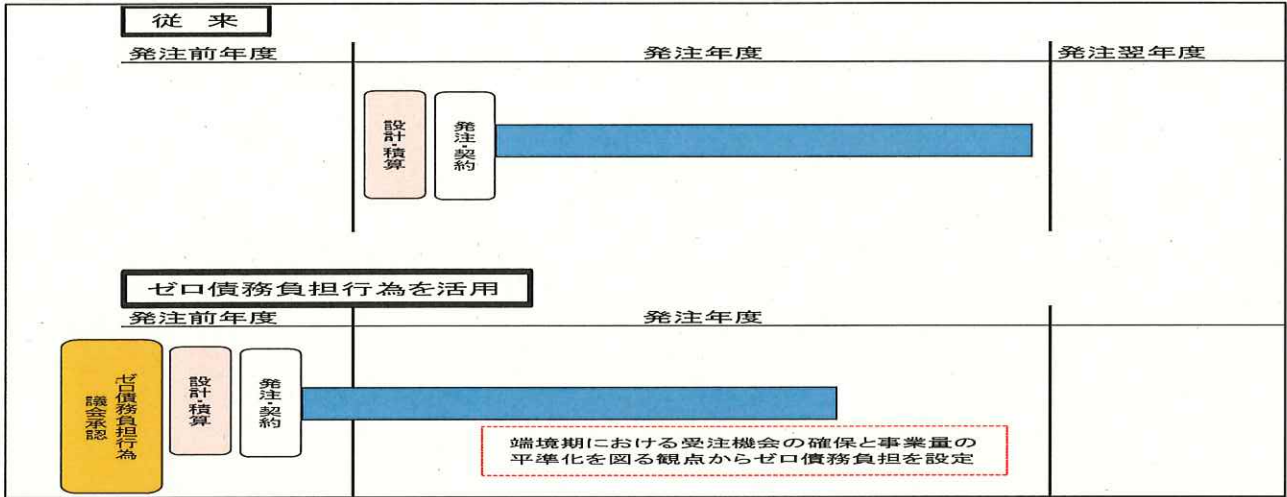 従 来
発注前年度
発注年度
発注翌年度
設計・積算
発注・契約
ゼロ債務負担行為を活用
発注前年度
発注年度
ゼロ債務負担行為
議会承認
設計・積算
発注・契約
端境期における受注機会の確保と事業量の
平準化を図る観点からゼロ債務負担を設定